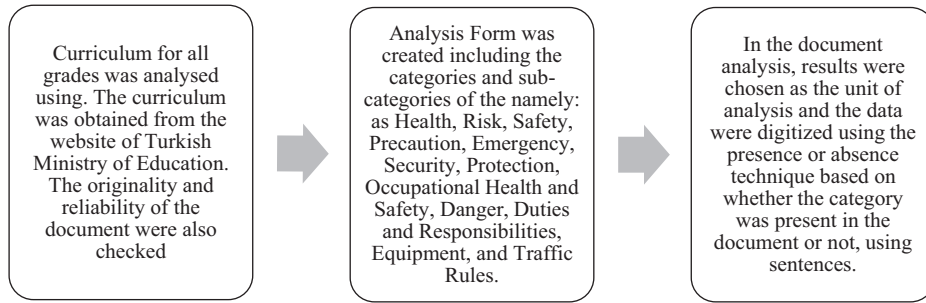 Curriculum for all
grades was analysed
using. The curriculum
was obtained from the
website of Turkish
Ministry of Education.
The originality and
reliability of the
document were also
checked
Analysis Form was
created including the
categories and sub-
categories of the namely:
as Health, Risk, Safety,
Precaution, Emergency,
Security, Protection,
Occupational Health and
Safety, Danger, Duties
and Responsibilities,
Equipment, and Traffic
Rules.
In the document
analysis, results were
chosen as the unit of
analysis and the data
were digitized using the
presence or absence
technique based on
whether the category
was present in the
document or not, using
sentences.